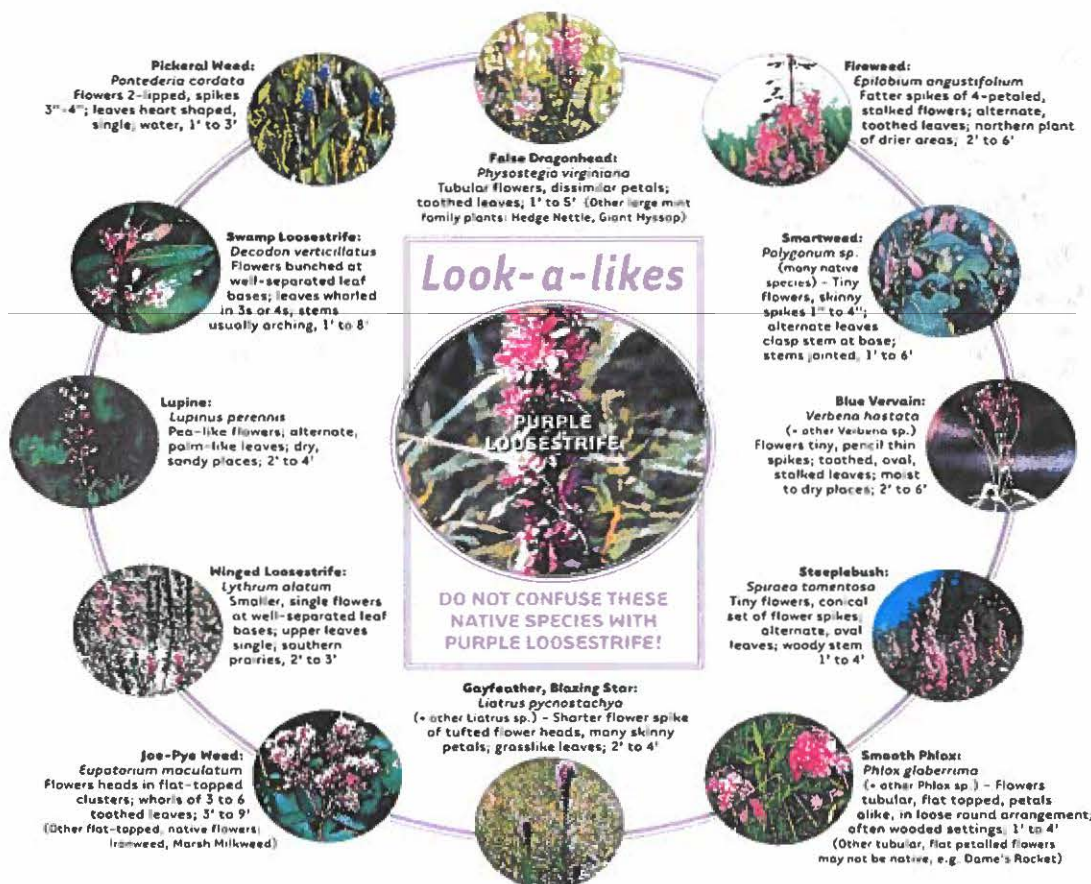 Pickeral Weed:
Pontederia cordata
Flowers 2-lipped, spikes
3"-4"; leaves heart shaped,
single; water, 1' to 3'
False Dragonhead:
Physostegia virginiana
Tubular flowers, dissimilar petals;
toothed leaves; 1' to 5' (Other large mint
family plants: Hedge Nettle, Giant Hyssop)
Fireweed:
Epilobium angustifolium
Fatter spikes of 4-petaled,
stalked flowers; alternate,
toothed leaves; northern plant
of drier areas; 2' to 6'
Swamp Loosestrife:
Decodon verticillatus
Flowers bunched at
well-separated leaf
bases; leaves whorled
in 3s or 4s, stems
usually arching, 1' to 8'
Look-a-likes
Smartweed:
Polygonum sp.
(many native
species) - Tiny
flowers, skinny
spikes 1" to 4";
alternate leaves
clasp stem at base;
stems jointed, 1' to 6'
Lupine:
Lupinus perennis
Pea-like flowers; alternate,
palm-like leaves; dry,
sandy places; 2' to 4'
PURPLE
LOOSESTRIFE
Blue Vervain:
Verbena hastata
(+ other Verbena sp.)
Flowers tiny, pencil thin
spikes; toothed, oval,
stalked leaves; moist
to dry places; 2' to 6'
Winged Loosestrife:
Lythrum alatum
Smaller, single flowers
at well-separated leaf
bases; upper leaves
single; southern
prairies, 2' to 3'
DO NOT CONFUSE THESE
NATIVE SPECIES WITH
PURPLE LOOSESTRIFE!
Steeplebush:
Spiraea tomentosa
Tiny flowers, conical
set of flower spikes;
alternate, oval
leaves; woody stem
1' to 4'
Joe-Pye Weed:
Eupatorium maculatum
Flowers heads in flat-topped
clusters; whorls of 3 to 6
toothed leaves; 3' to 9'
(Other flat-topped, native flowers:
Ironweed, Marsh Milkweed)
Gayfeather, Blazing Star:
Liatrus pycnostachya
(+ other Liatrus sp.) - Shorter flower spike
of tufted flower heads, many skinny
petals; grasslike leaves; 2' to 4'
Smooth Phlox:
Phlox glaberrima
(+ other Phlox sp.) - Flowers
tubular, flat topped, petals
alike, in loose round arrangement;
often wooded settings, 1' to 4'
(Other tubular, flat petalled flowers
may not be native, e.g. Dame's Rocket)